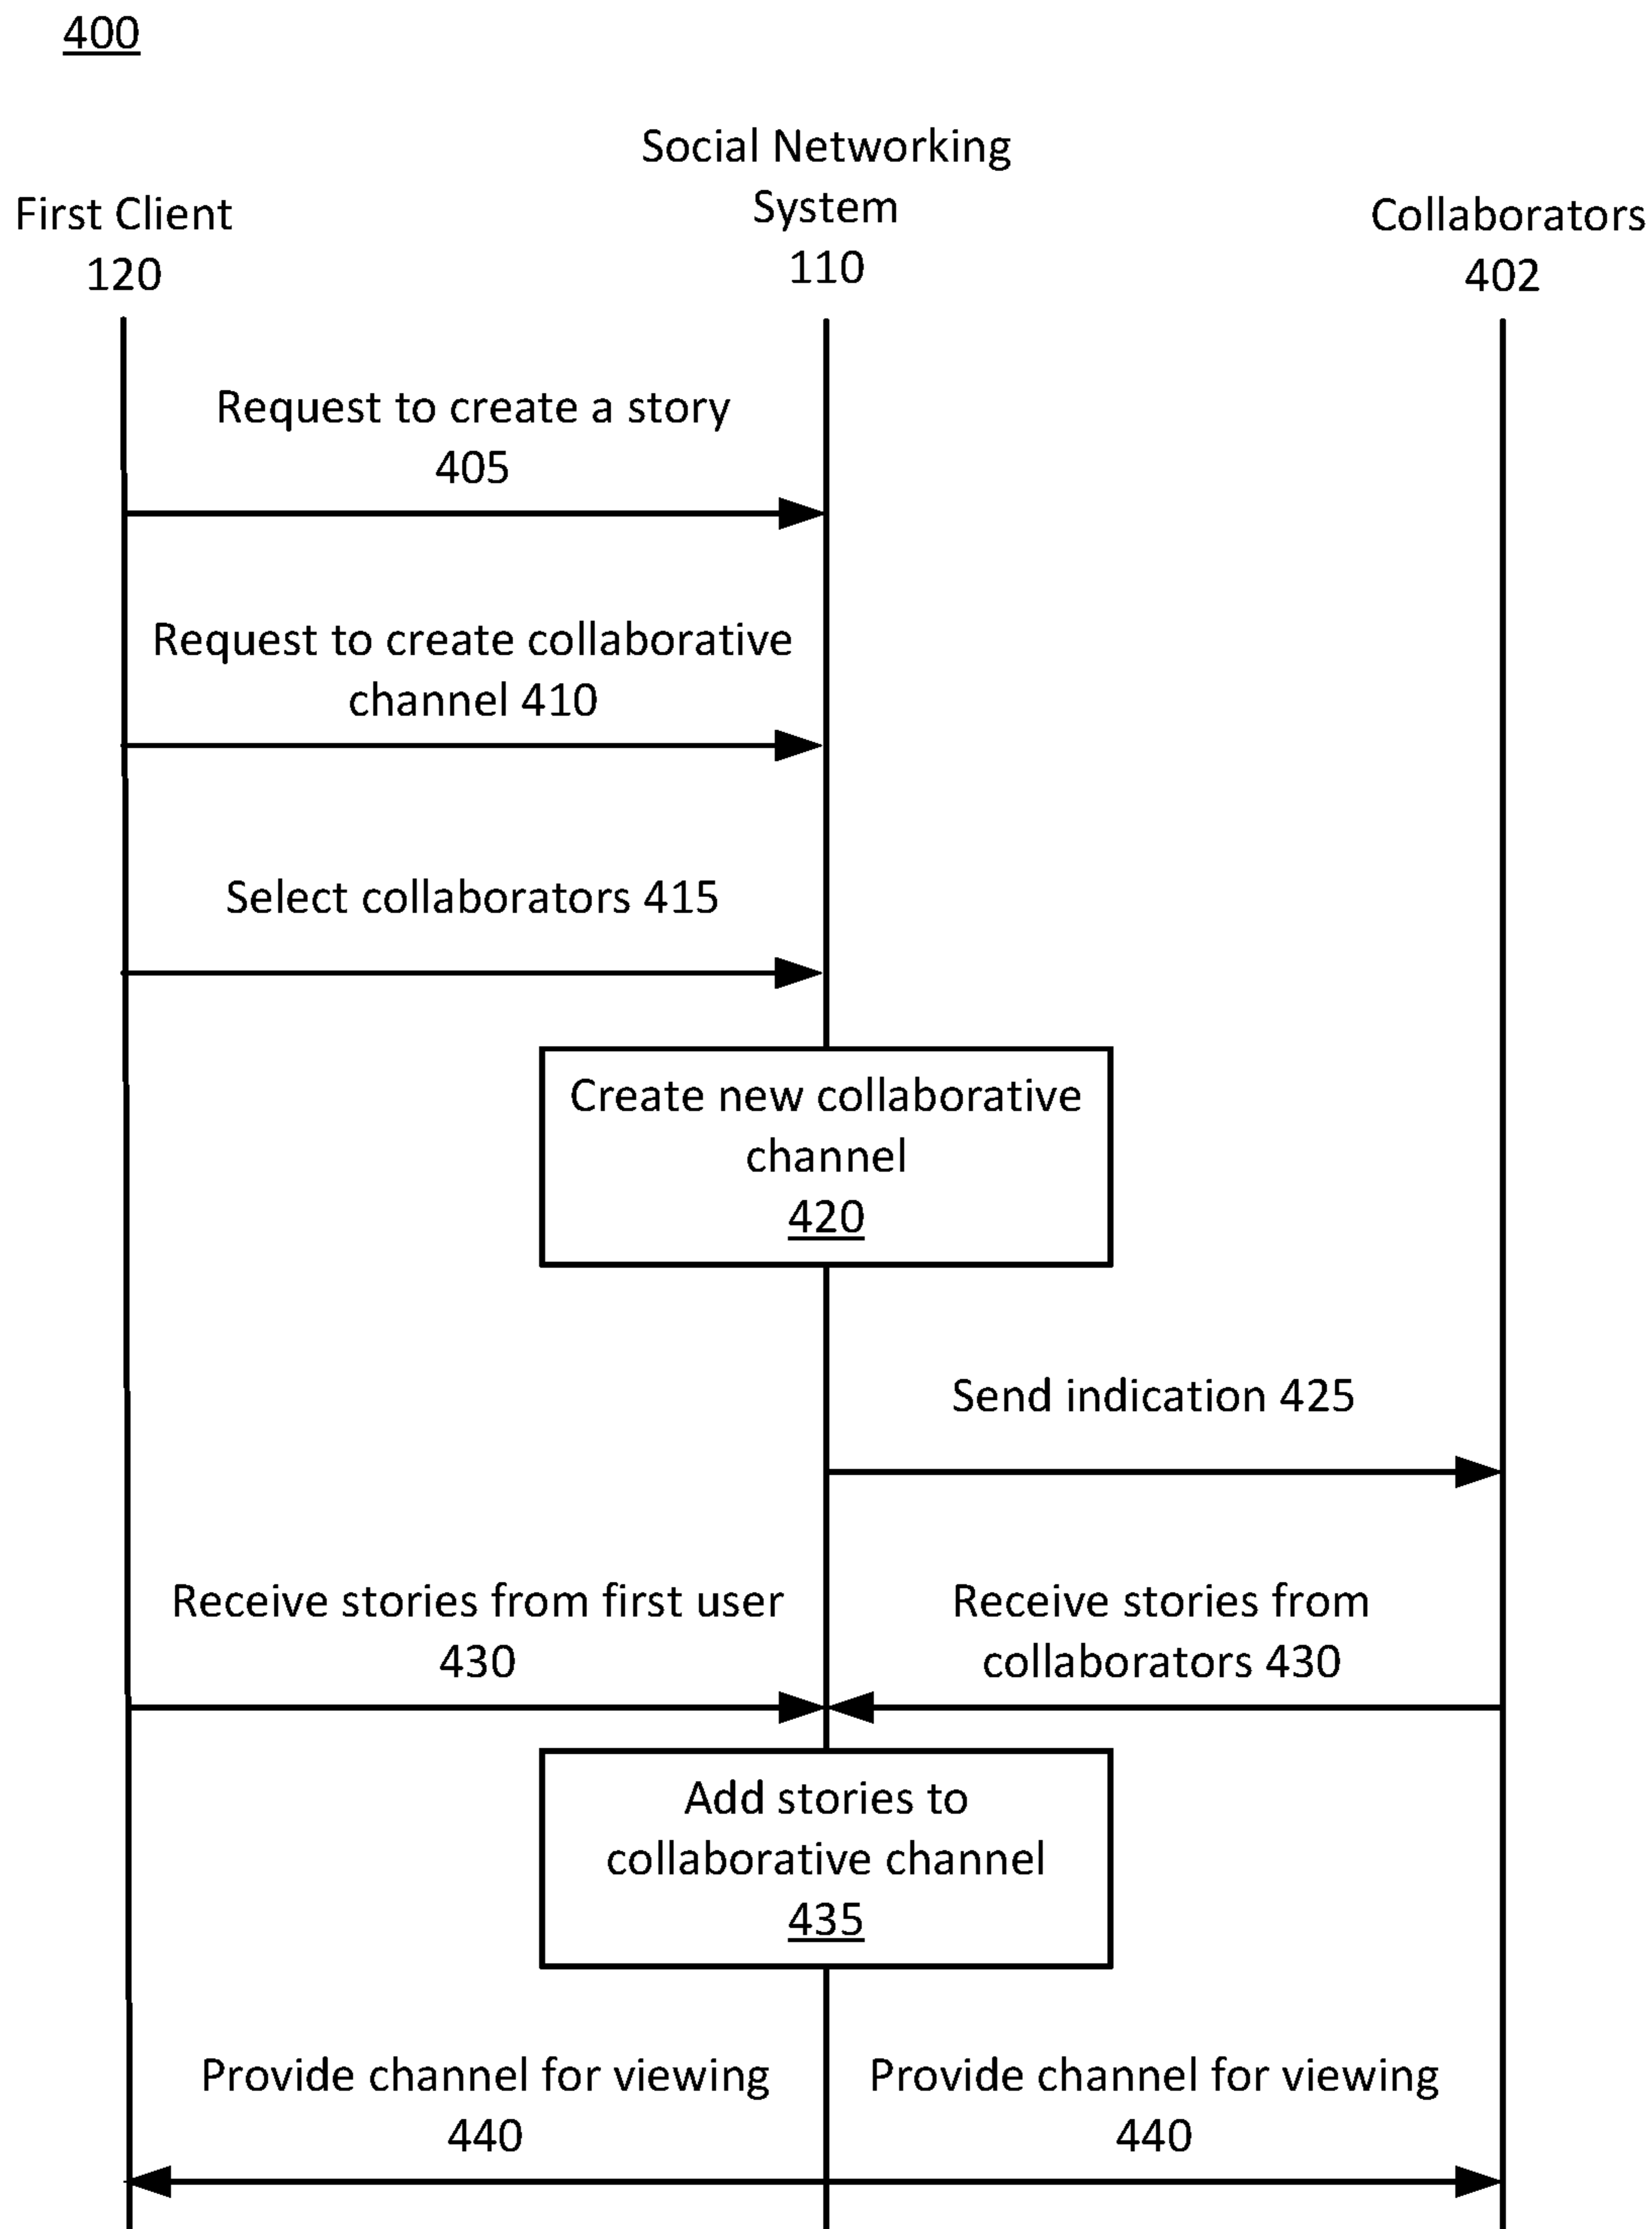 400
Social Networking
System
110
First Client
120
Collaborators
402
Request to create a story
405
Request to create collaborative
channel 410
Select collaborators 415
Create new collaborative
channel
420
Send indication 425
Receive stories from first user
430
Receive stories from
collaborators 430
Add stories to
collaborative channel
435
Provide channel for viewing
440
Provide channel for viewing
440